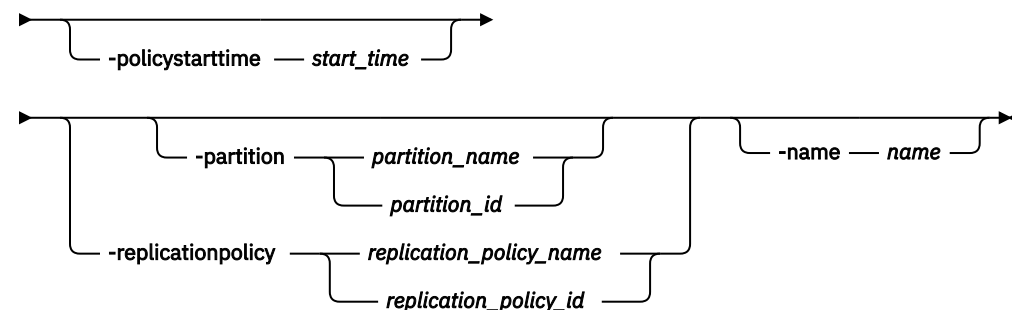 -policystarttime start_time
-partition partition_name -name name
partition_id
-replicationpolicy replication_policy_name
replication_policy_id